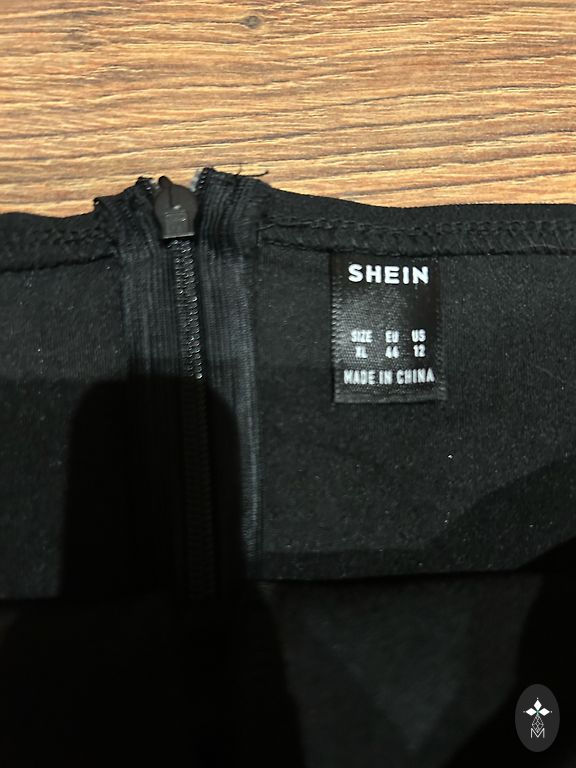 SHEIN
SIZE EU US
XL 44 12
MADE IN CHINA